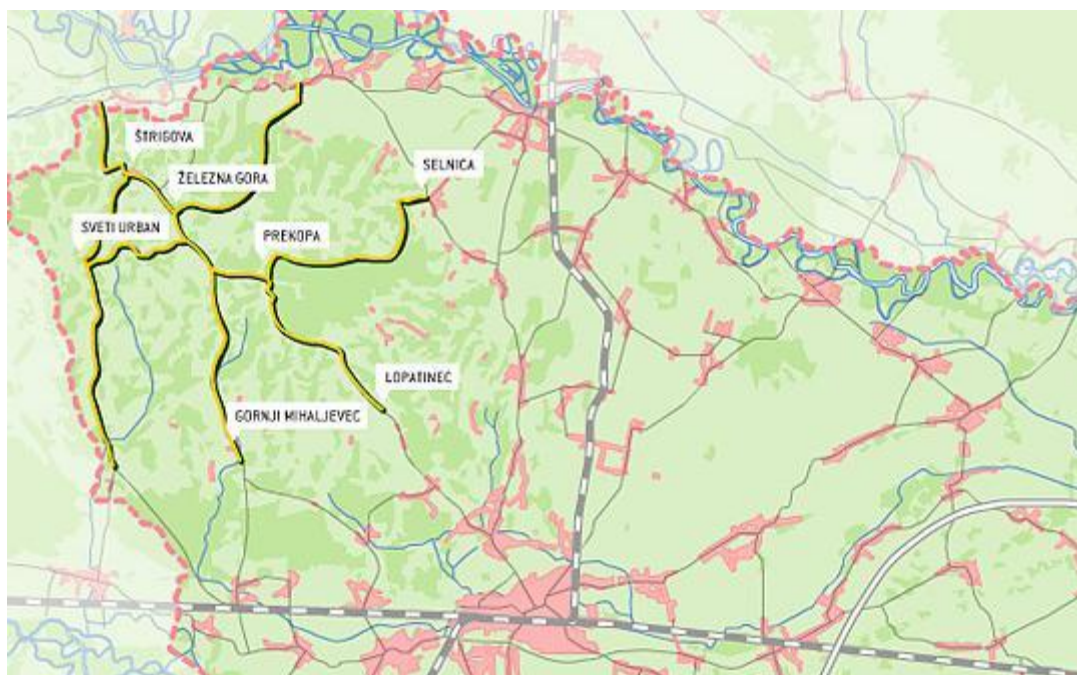 ŠTRIGOVA
ŽELEZNA GORA
SELNICA
SVETI URBAN
PREKOPA
LOPATINEC
GORNJI MIHALJEVEC